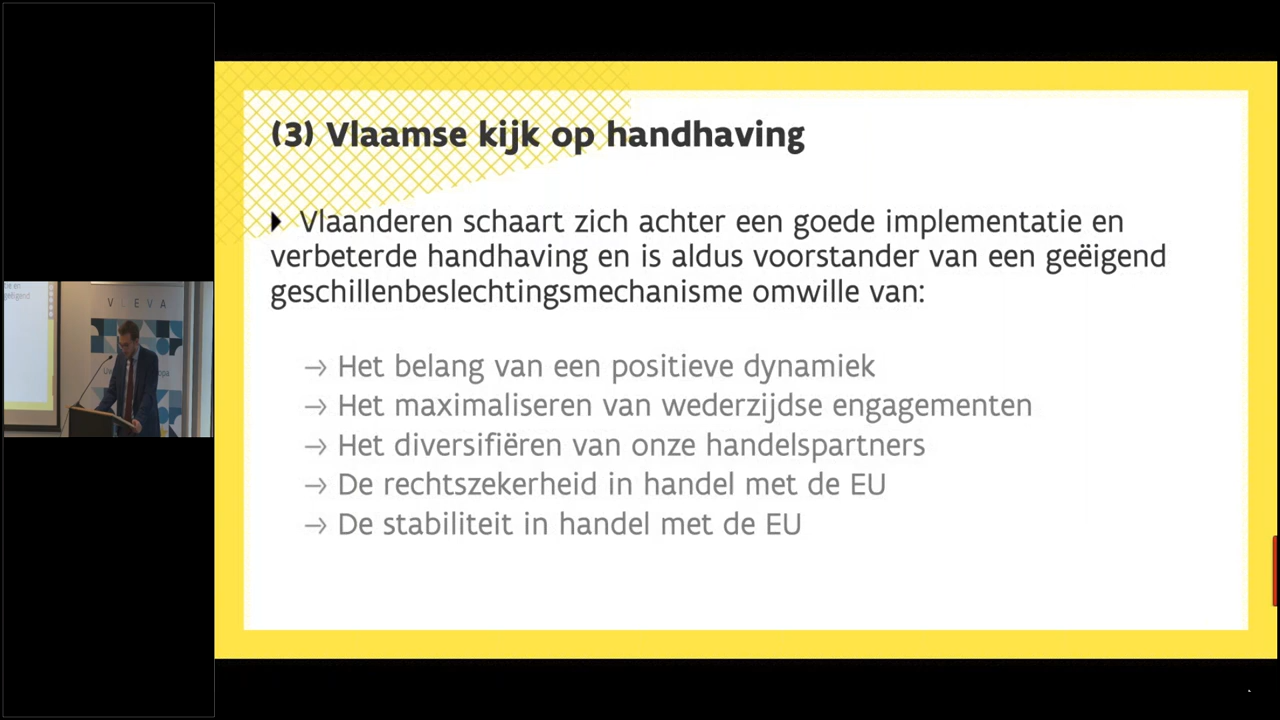 (3) Vlaamse kijk op handhaving
Vlaanderen schaart zich achter een goede implementatie en
verbeterde handhaving en is aldus voorstander van een geëigend
geschillenbeslechtingsmechanisme omwille van:
→ Het belang van een positieve dynamiek
→ Het maximaliseren van wederzijdse engagementen
→ Het diversifiëren van onze handelspartners
→ De rechtszekerheid in handel met de EU
→ De stabiliteit in handel met de EU
VLEVA